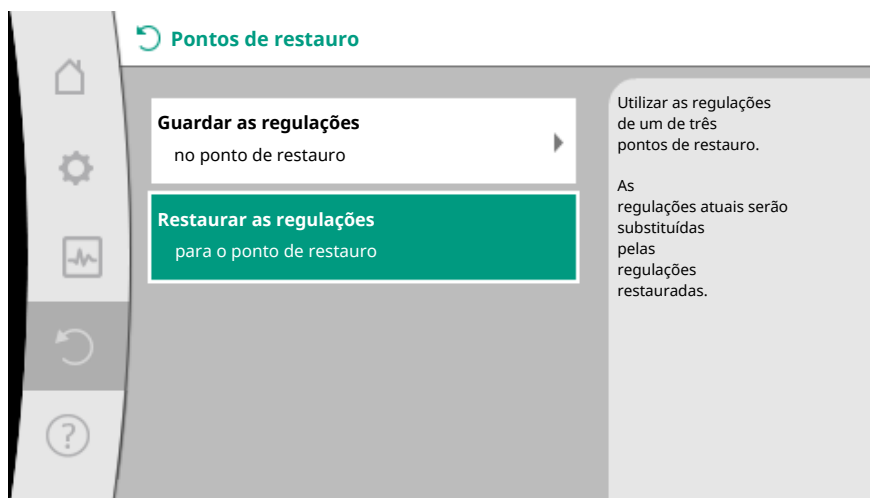 Pontos de restauro
Guardar as regulações
no ponto de restauro
Restaurar as regulações
para o ponto de restauro
Utilizar as regulações
de um de três
pontos de restauro.
As
regulações atuais serão
substituídas
pelas
regulações
restauradas.
?